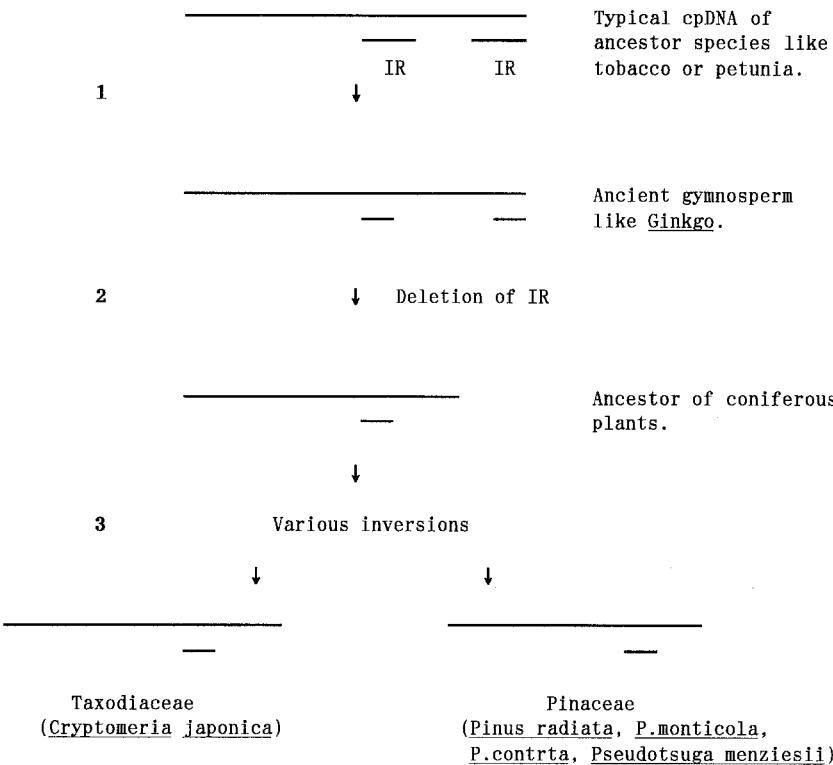 Typical cpDNA of
ancestor species like
tobacco or petunia.
IR IR
1
Ancient gymnosperm
like Ginkgo.
2 Deletion of IR
Ancestor of coniferous
plants.
3 Various inversions
Taxodiaceae
(Cryptomeria japonica)
Pinaceae
(Pinus radiata, P.monticola,
P.contrta, Pseudotsuga menziesii)